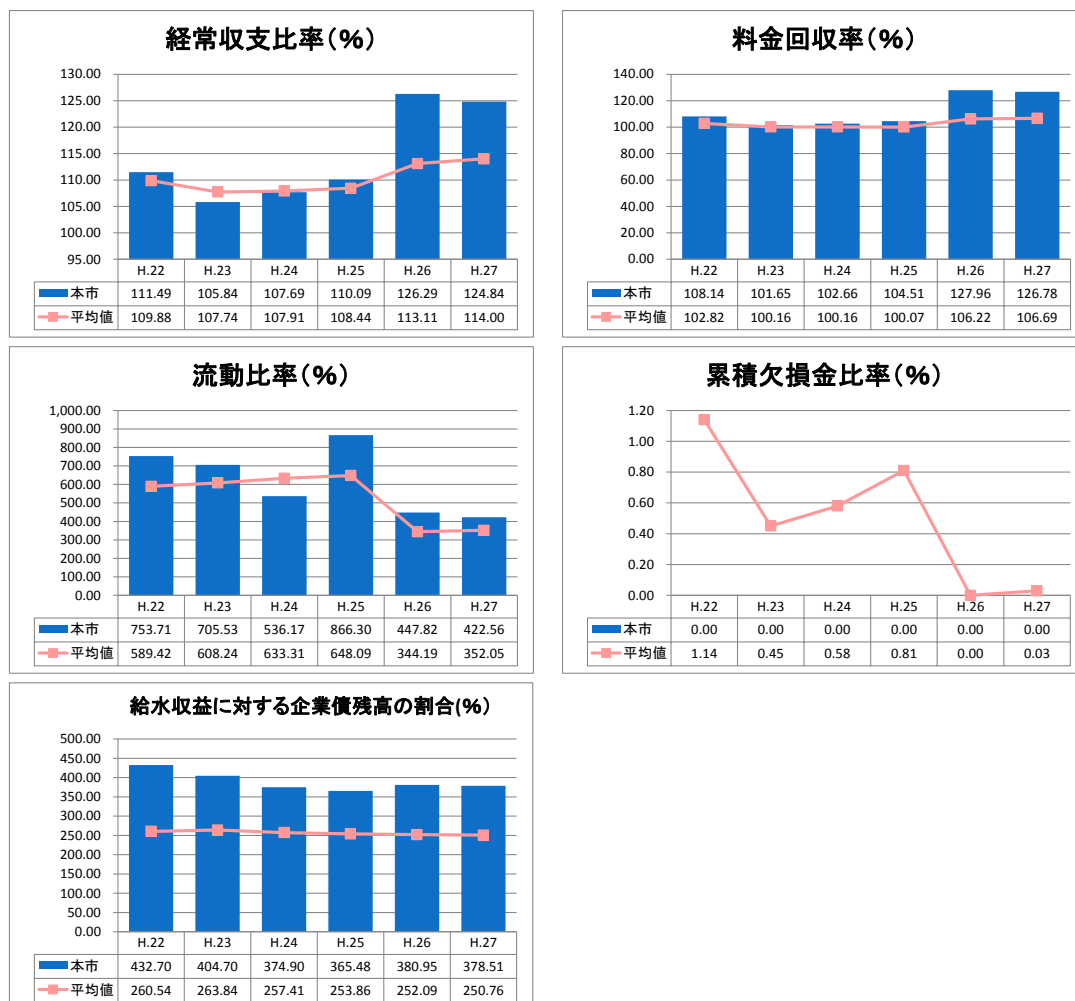 経常収支比率(%)
130.00
125.00
120.00
115.00
110.00
105.00
100.00
95.00
H.22 H.23 H.24 H.25 H.26 H.27
本市 111.49 105.84 107.69 110.09 126.29 124.84
平均値 109.88 107.74 107.91 108.44 113.11 114.00
料金回収率(%)
140.00
120.00
100.00
80.00
60.00
40.00
20.00
0.00
H.22 H.23 H.24 H.25 H.26 H.27
本市 108.14 101.65 102.66 104.51 127.96 126.78
平均値 102.82 100.16 100.16 100.07 106.22 106.69
流動比率(%)
1,000.00
900.00
800.00
700.00
600.00
500.00
400.00
300.00
200.00
100.00
0.00
H.22 H.23 H.24 H.25 H.26 H.27
本市 753.71 705.53 536.17 866.30 447.82 422.56
平均値 589.42 608.24 633.31 648.09 344.19 352.05
累積欠損金比率(%)
1.20
1.00
0.80
0.60
0.40
0.20
0.00
H.22 H.23 H.24 H.25 H.26 H.27
本市 0.00 0.00 0.00 0.00 0.00 0.00
平均値 1.14 0.45 0.58 0.81 0.00 0.03
給水収益に対する企業債残高の割合(%)
500.00
450.00
400.00
350.00
300.00
250.00
200.00
150.00
100.00
50.00
0.00
H.22 H.23 H.24 H.25 H.26 H.27
本市 432.70 404.70 374.90 365.48 380.95 378.51
平均値 260.54 263.84 257.41 253.86 252.09 250.76